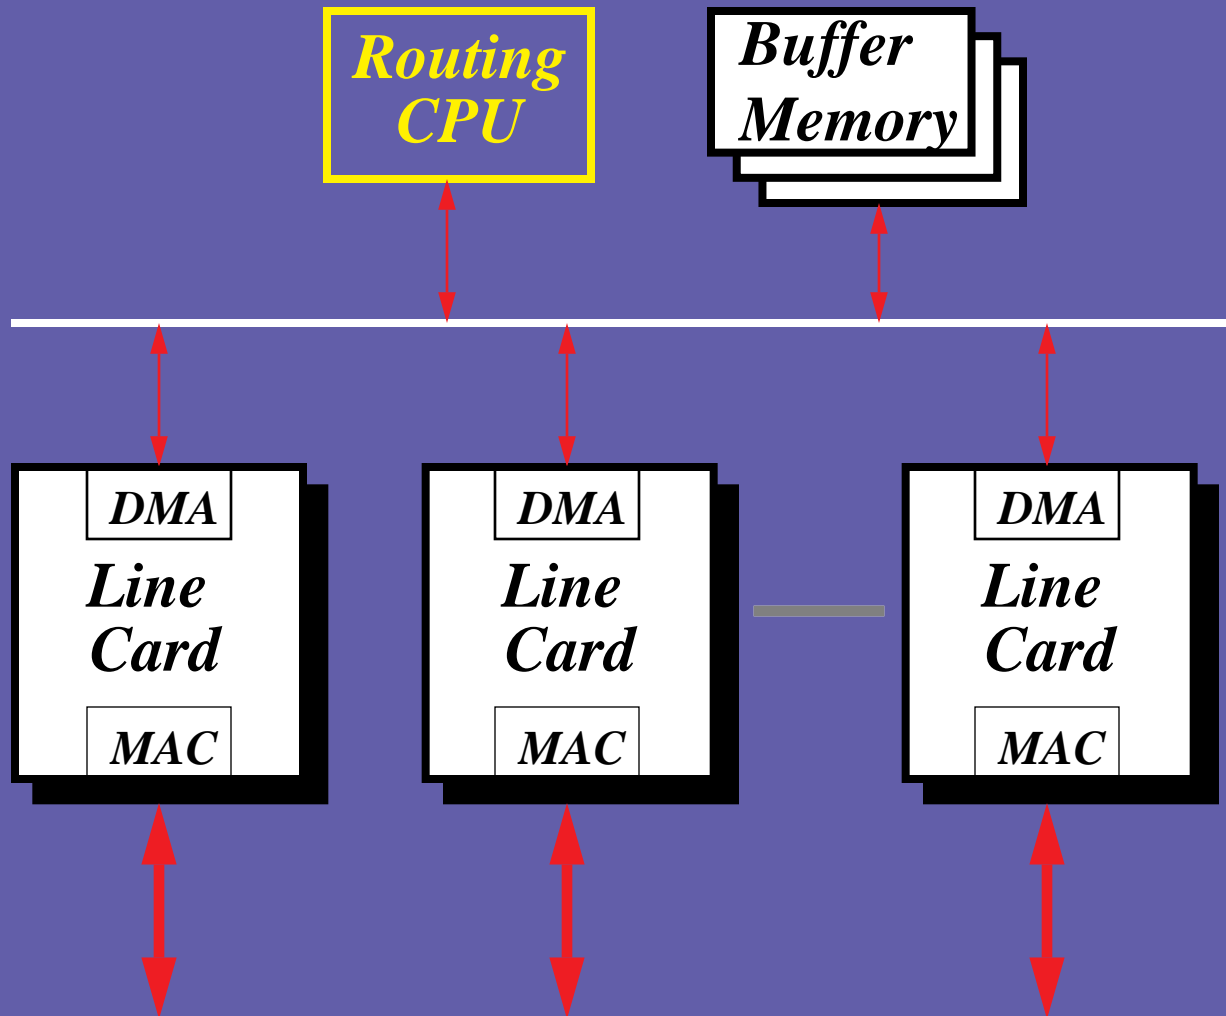 Routing
CPU
Buffer
Memory
DMA
Line
Card
MAC
DMA
Line
Card
MAC
DMA
Line
Card
MAC